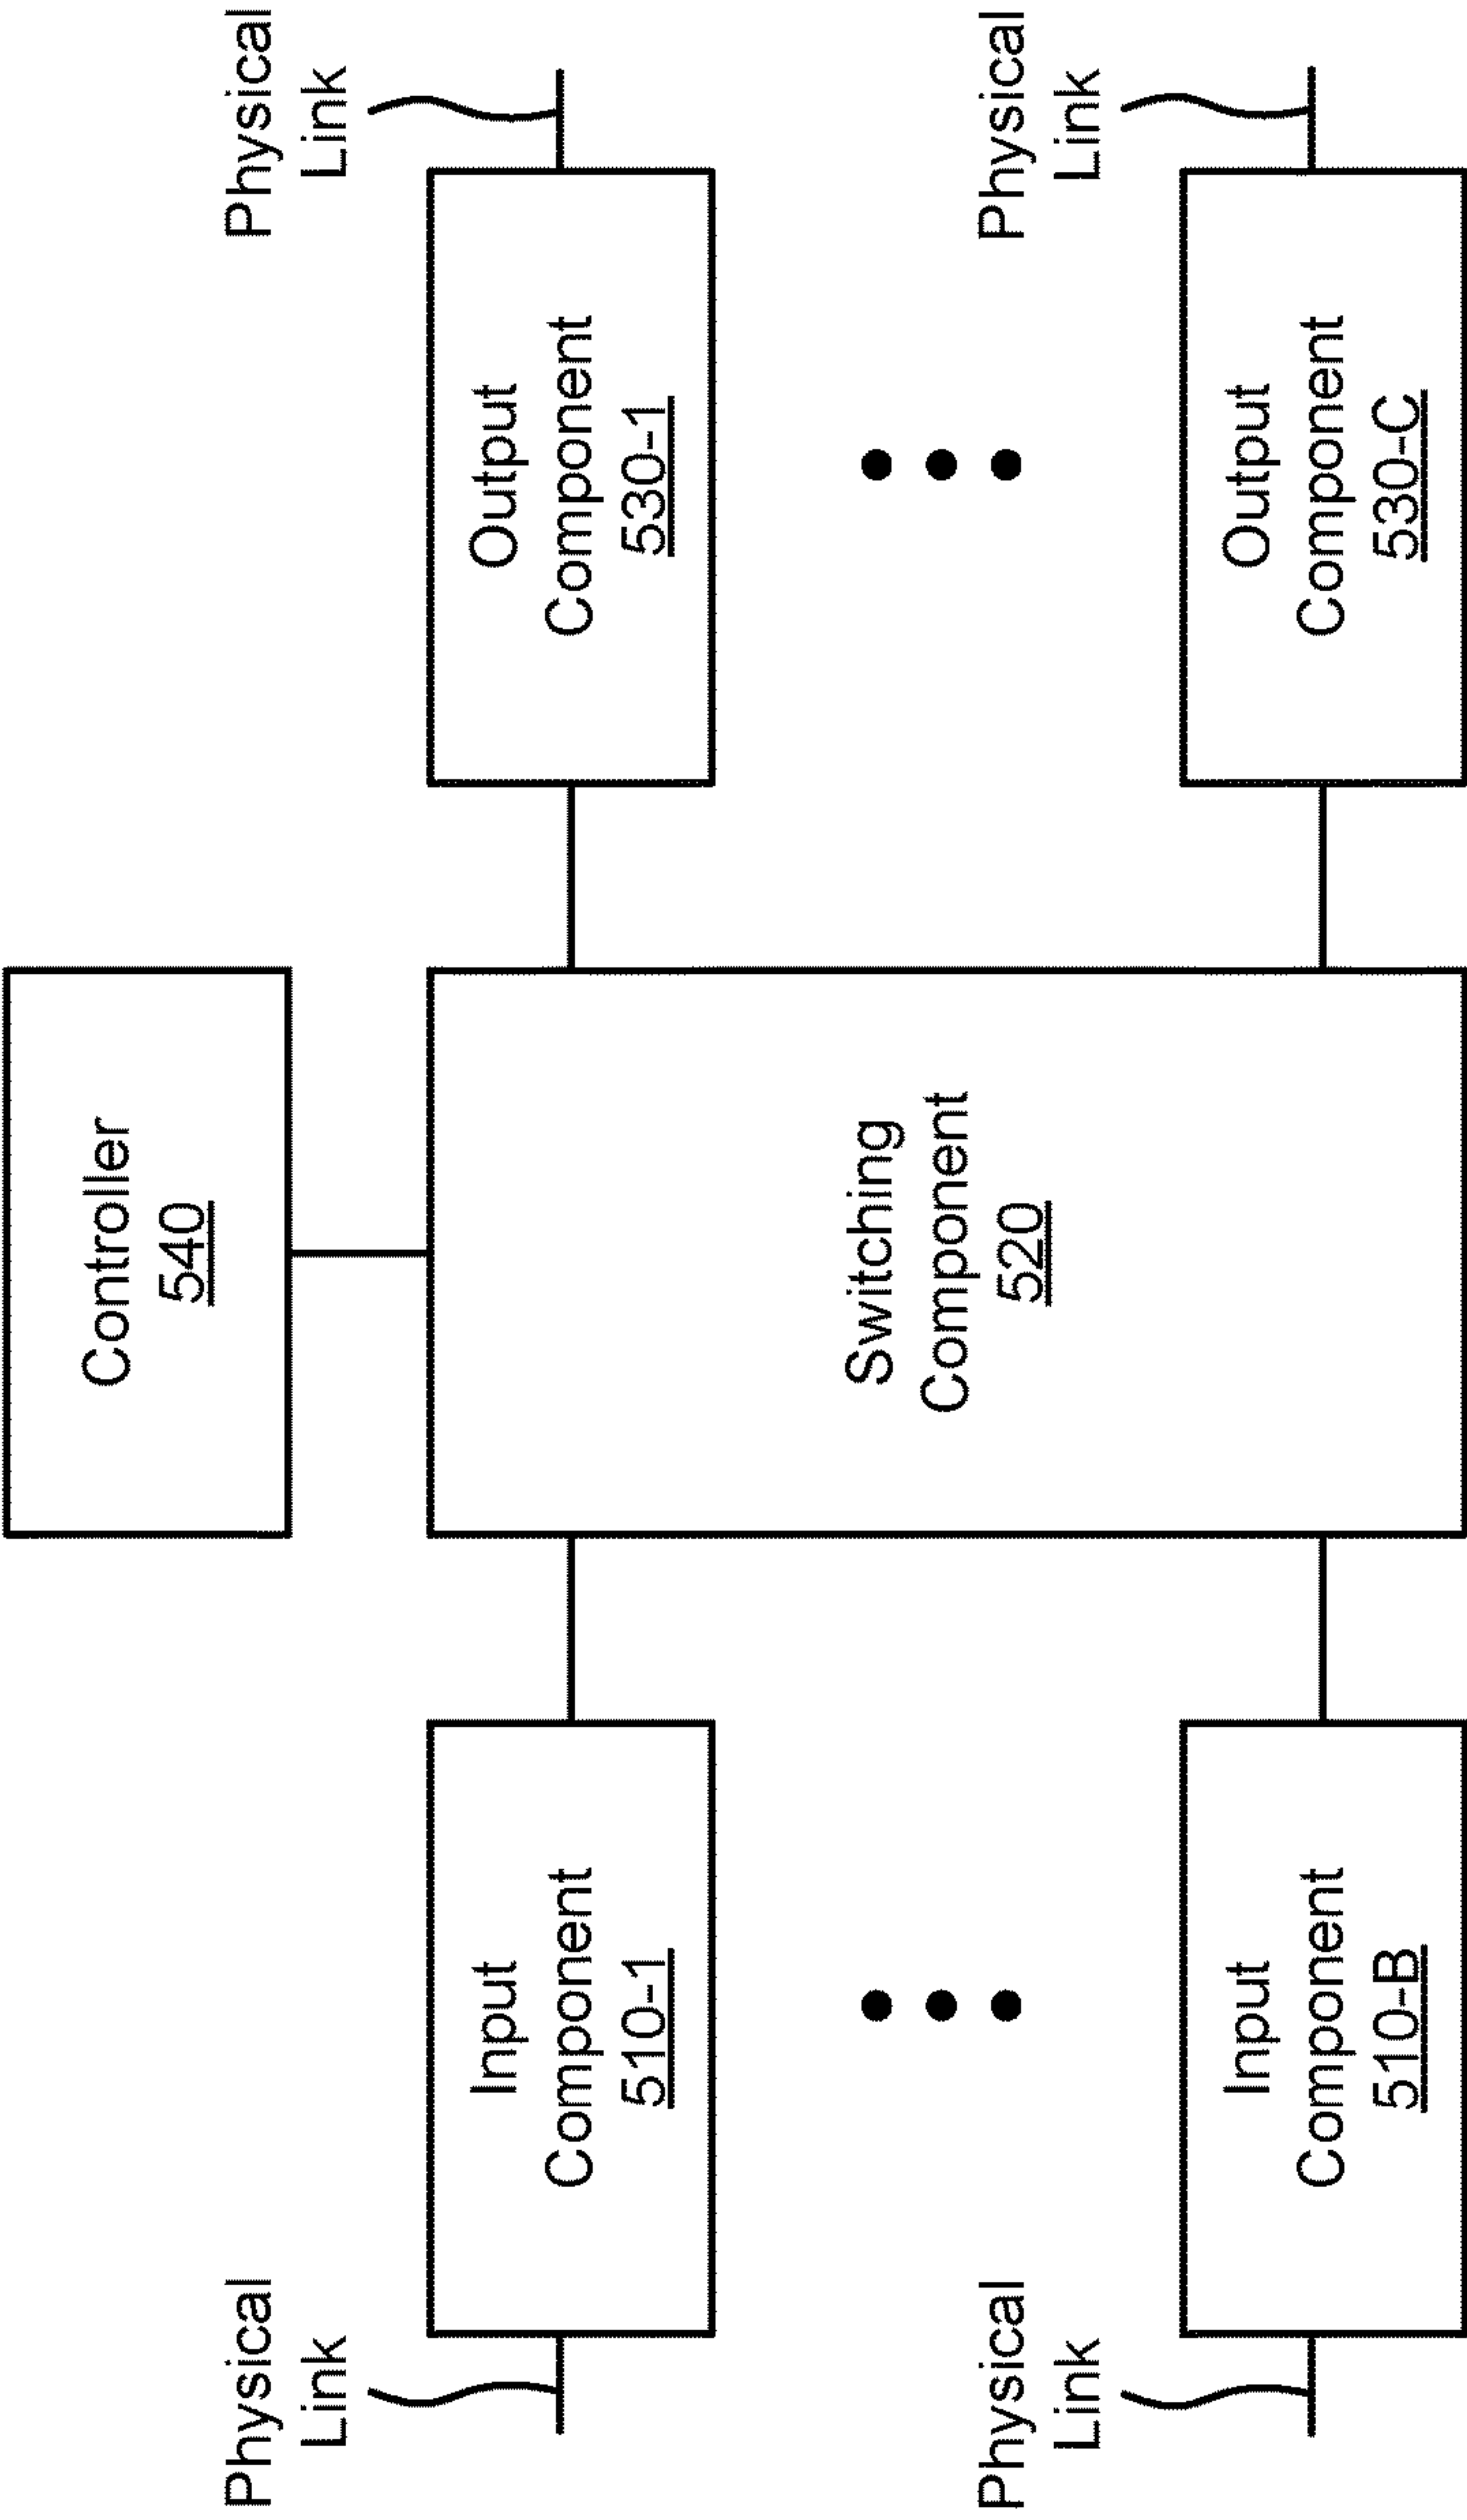 Controller
540
Physical
Link
Input
Component
510-1
Switching
Component
520
Output
Component
530-1
Physical
Link
Physical
Link
Input
Component
510-B
Output
Component
530-C
Physical
Link